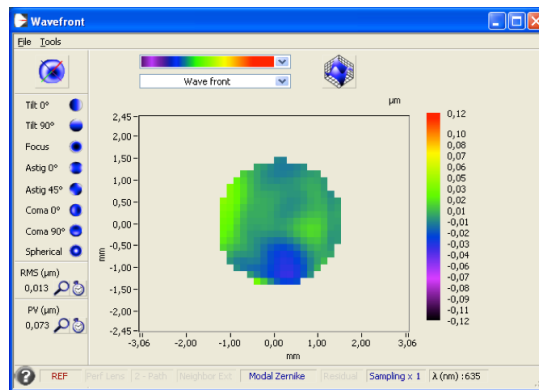 Wavefront
File Tools
Wave front
Tilt 0°
Tilt 90°
Focus
Astig 0°
Astig 45°
Coma 0°
Coma 90°
Spherical
RMS (µm)
0,013
PV (µm)
0,073
µm
mm
2,45
2,00
1,50
1,00
0,50
0,00
-0,50
-1,00
-1,50
-2,00
-2,45
-3,06 -2,00 -1,00 0,00 1,00 2,00 3,06
mm
0,12
0,10
0,08
0,07
0,06
0,05
0,03
0,02
0,01
-0,01
-0,02
-0,03
-0,04
-0,06
-0,07
-0,08
-0,09
-0,11
-0,12
REF Perf Lens Z - Path Neighbor Ext Modal Zernike Residual Sampling x 1 λ (nm) :635